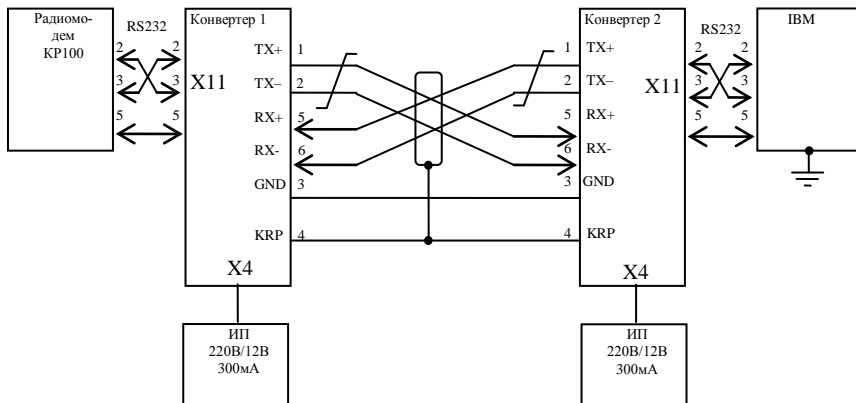 Радиомо-
дем
КР100
RS232
2
2
3
3
5
5
Конвертер 1
X11
TX+
1
TX–
2
RX+
5
RX-
6
GND
3
KRP
4
X4
ИП
220В/12В
300мА
Конвертер 2
1
TX+
2
TX–
X11
5
RX+
6
RX-
3
GND
4
KRP
X4
ИП
220В/12В
300мА
RS232
2
2
3
3
5
5
IBM